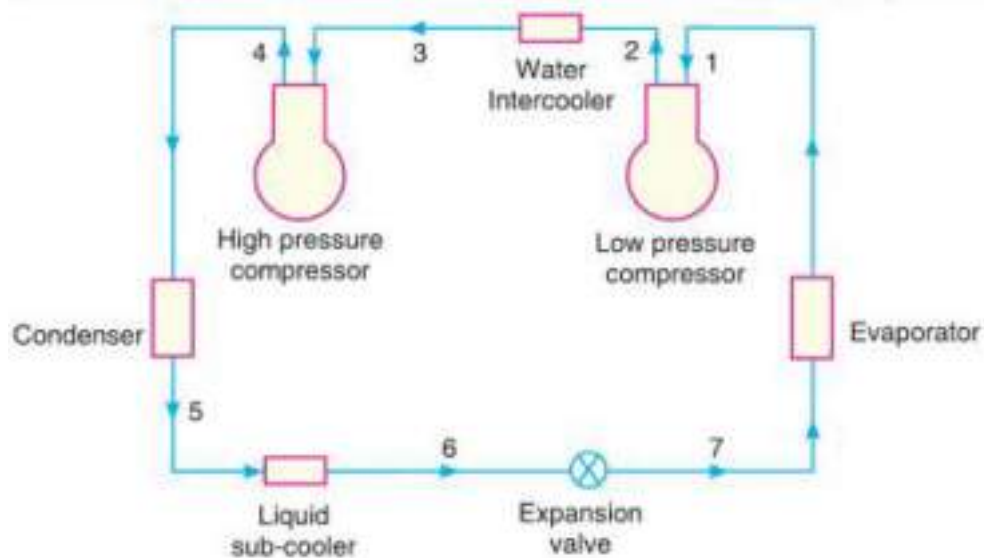 4
3
2
1
Water
Intercooler
High pressure
compressor
Low pressure
compressor
Condenser
Evaporator
5
6
7
Liquid
sub-cooler
Expansion
valve